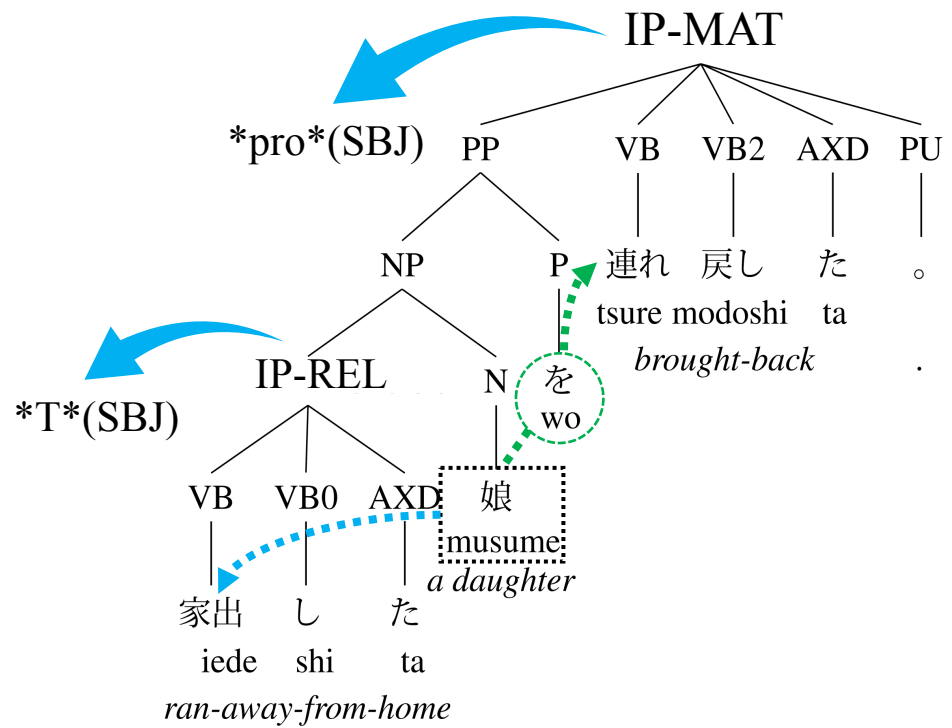 IP-MAT
*pro*(SBJ) PP VB VB2 AXD PU
NP P 連れ 戻し た 。
tsure modoshi ta
brought-back .
IP-REL N を
*T*(SBJ) wo
VB VB0 AXD 娘
musume
a daughter
家出 し た
iede shi ta
ran-away-from-home